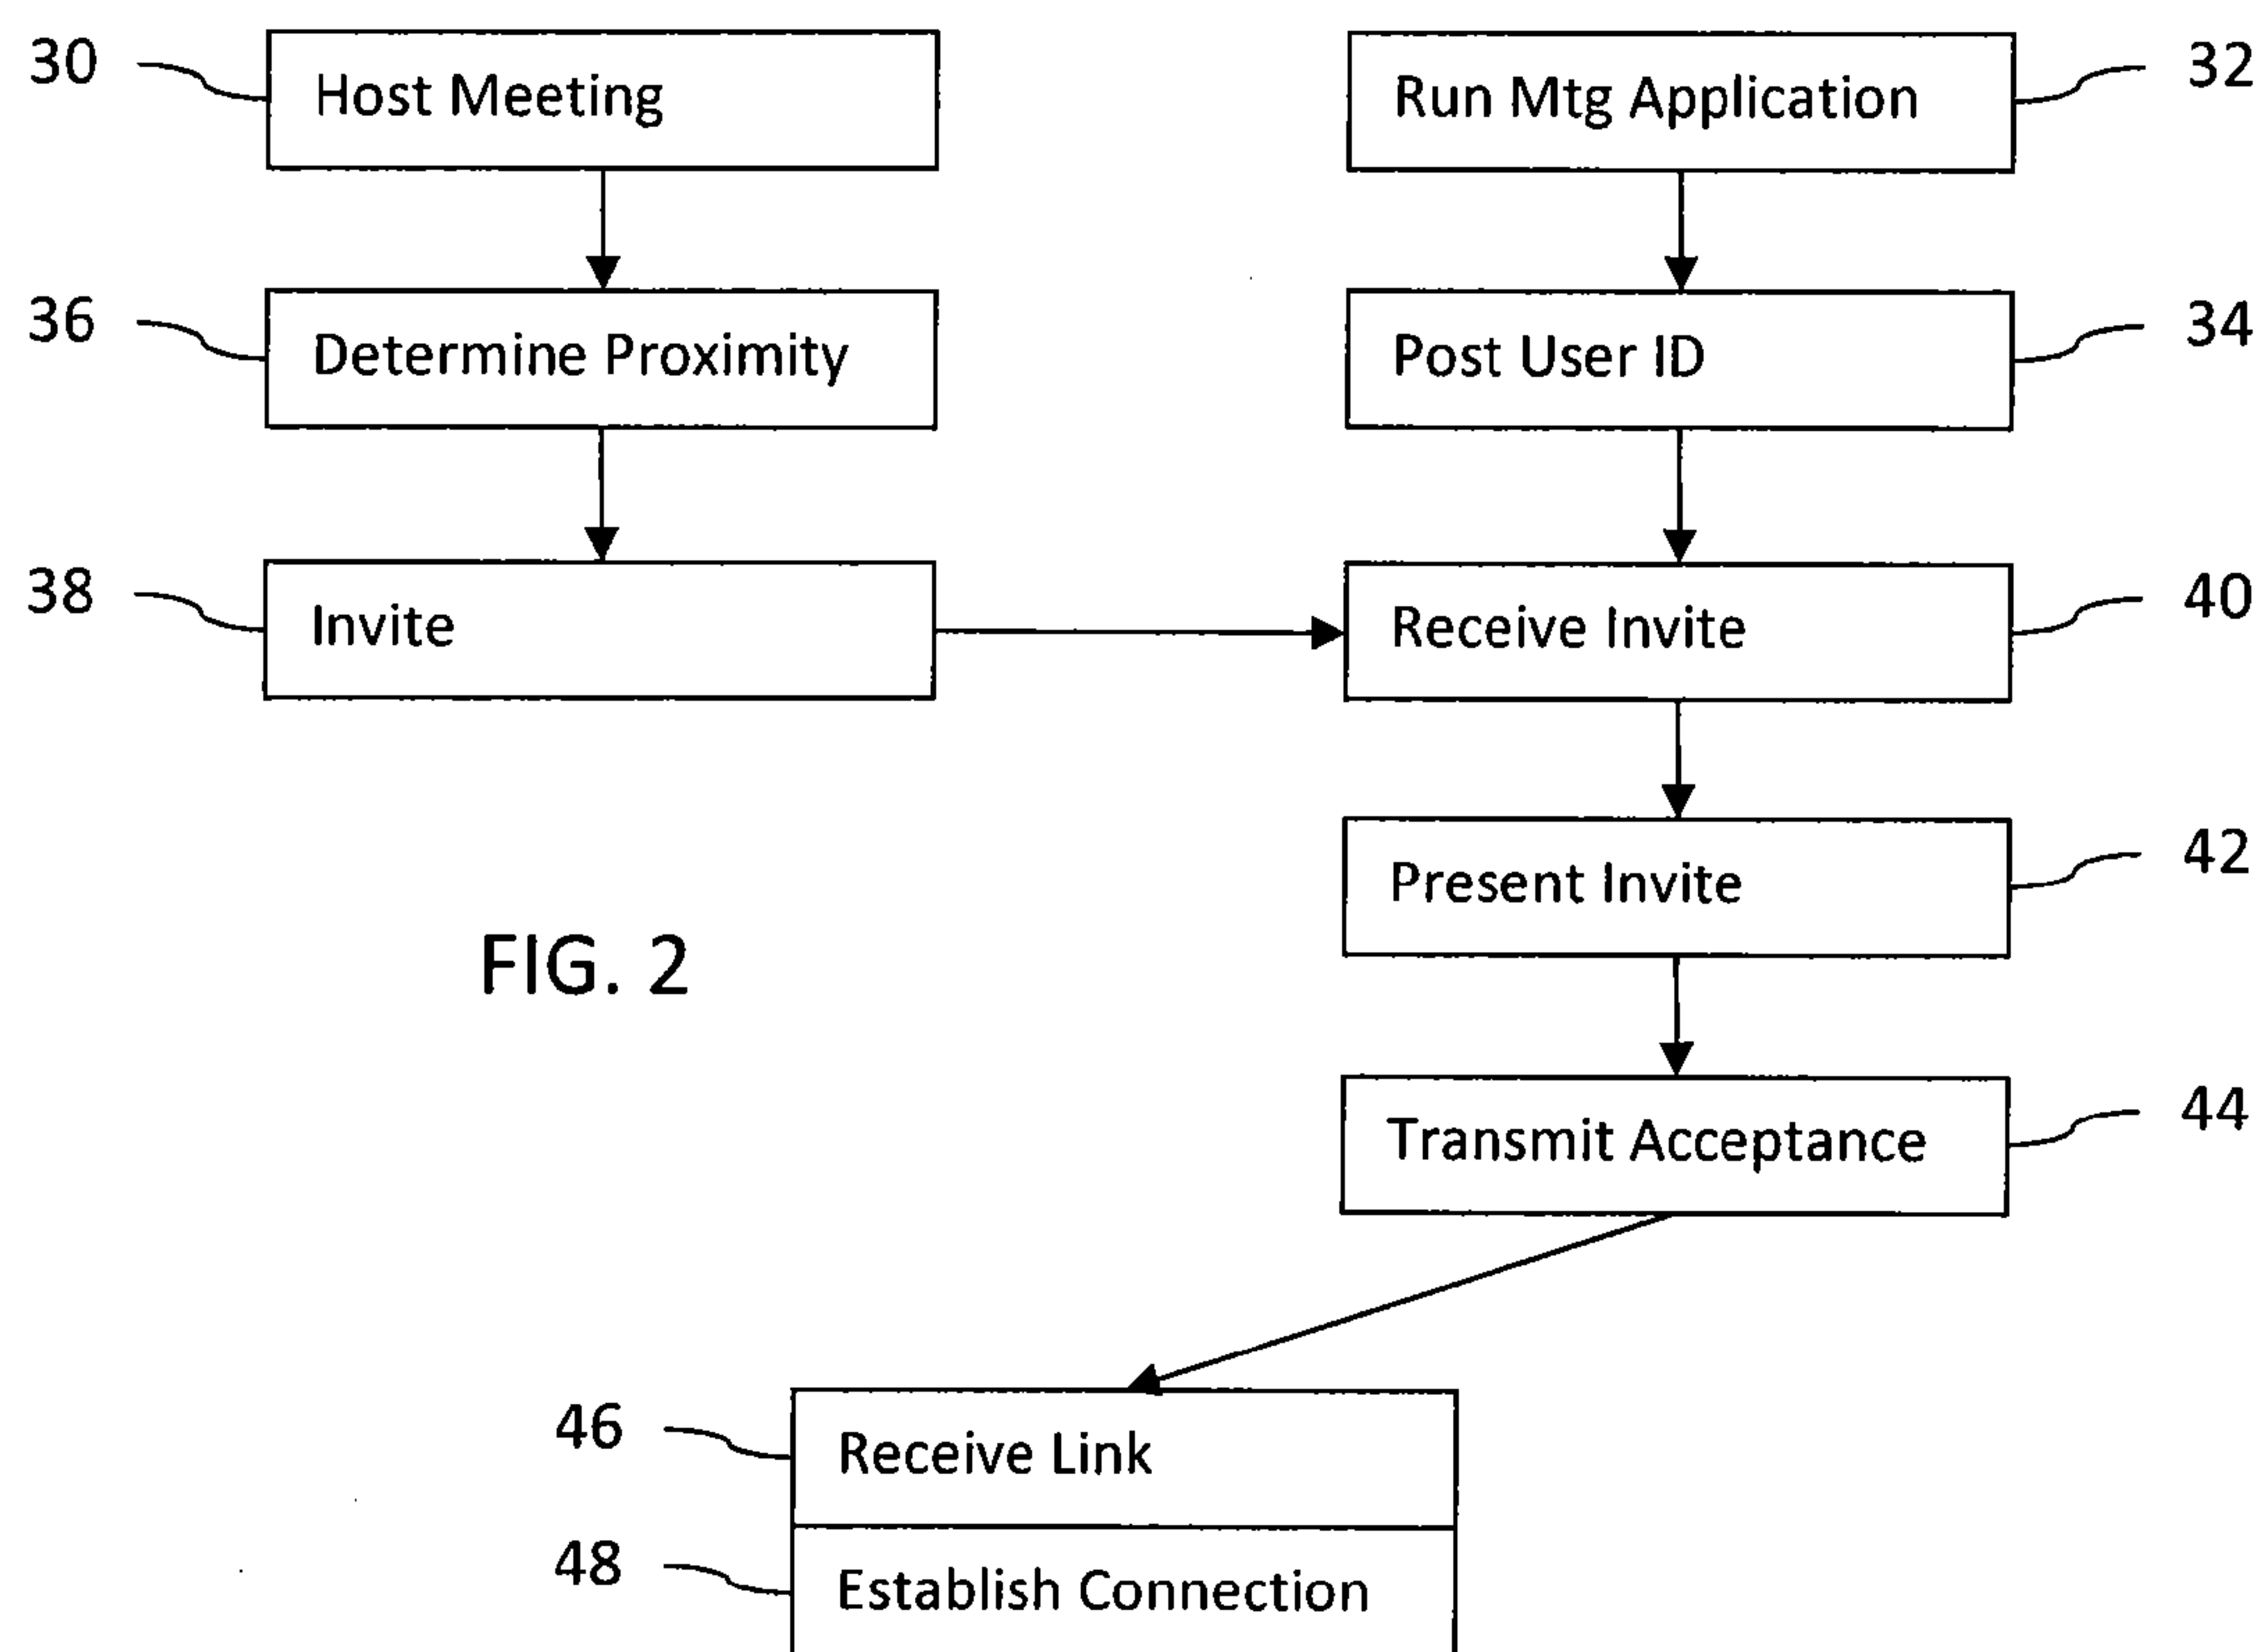 30
Host Meeting
Run Mtg Application
32
36
Determine Proximity
Post User ID
34
38
Invite
Receive Invite
40
Present Invite
42
FIG. 2
Transmit Acceptance
44
46
Receive Link
48
Establish Connection